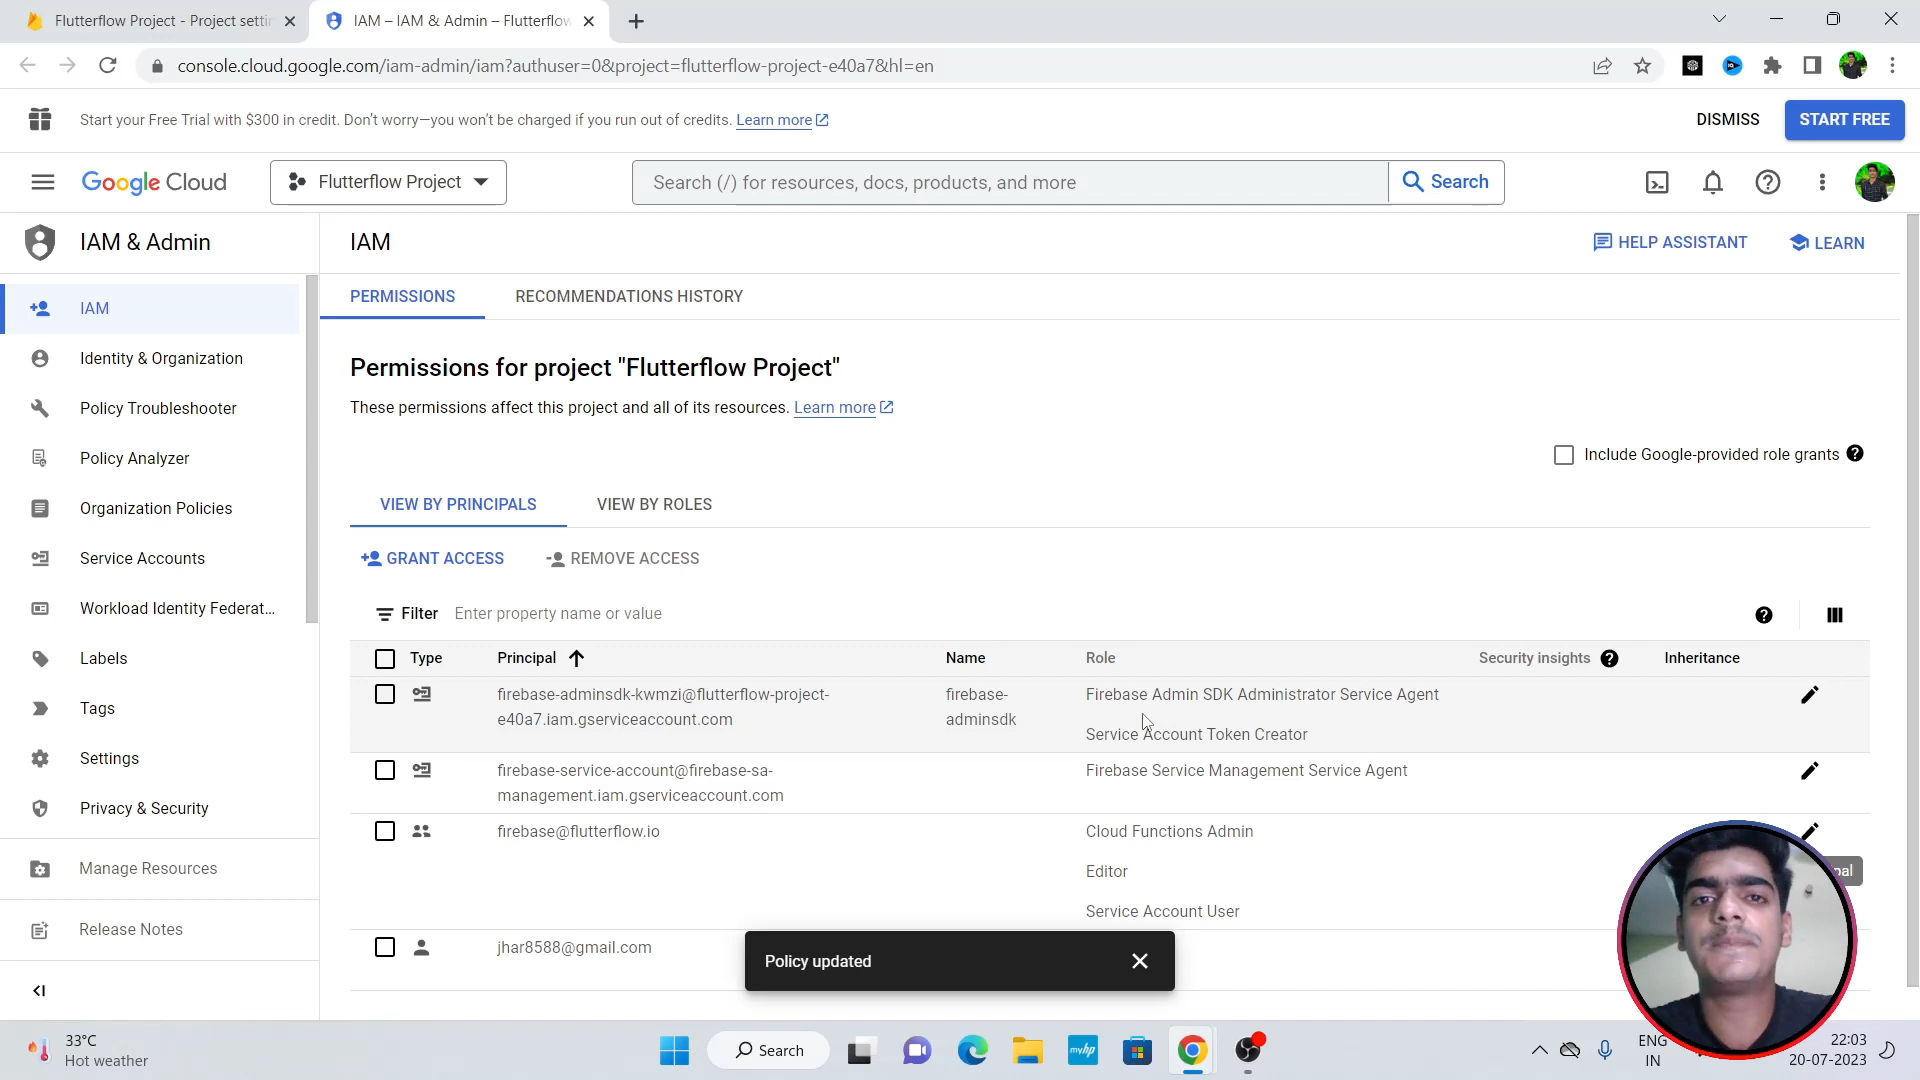 Flutterflow Project - Project settin
IAM – IAM & Admin – Flutterflow
console.cloud.google.com/iam-admin/iam?authuser=0&project=flutterflow-project-e40a7&hl=en
Start your Free Trial with $300 in credit. Don't worry—you won't be charged if you run out of credits. Learn more
DISMISS
START FREE
Google Cloud
Flutterflow Project
Search (/) for resources, docs, products, and more
Search
IAM & Admin
IAM
HELP ASSISTANT
LEARN
IAM
Identity & Organization
Policy Troubleshooter
Policy Analyzer
Organization Policies
Service Accounts
Workload Identity Federat...
Labels
Tags
Settings
Privacy & Security
Manage Resources
Release Notes
PERMISSIONS
RECOMMENDATIONS HISTORY
Permissions for project "Flutterflow Project"
These permissions affect this project and all of its resources. Learn more
Include Google-provided role grants
VIEW BY PRINCIPALS
VIEW BY ROLES
GRANT ACCESS
REMOVE ACCESS
Filter Enter property name or value
Type Principal Name Role Security insights Inheritance
firebase-adminsdk-kwmzi@flutterflow-project-
e40a7.iam.gserviceaccount.com
firebase-
adminsdk
Firebase Admin SDK Administrator Service Agent
Service Account Token Creator
firebase-service-account@firebase-sa-
management.iam.gserviceaccount.com
Firebase Service Management Service Agent
firebase@flutterflow.io
Cloud Functions Admin
Editor
Service Account User
pal
jhar8588@gmail.com
Policy updated
33°C
Hot weather
Search
myhp
ENG
IN
22:03
20-07-2023